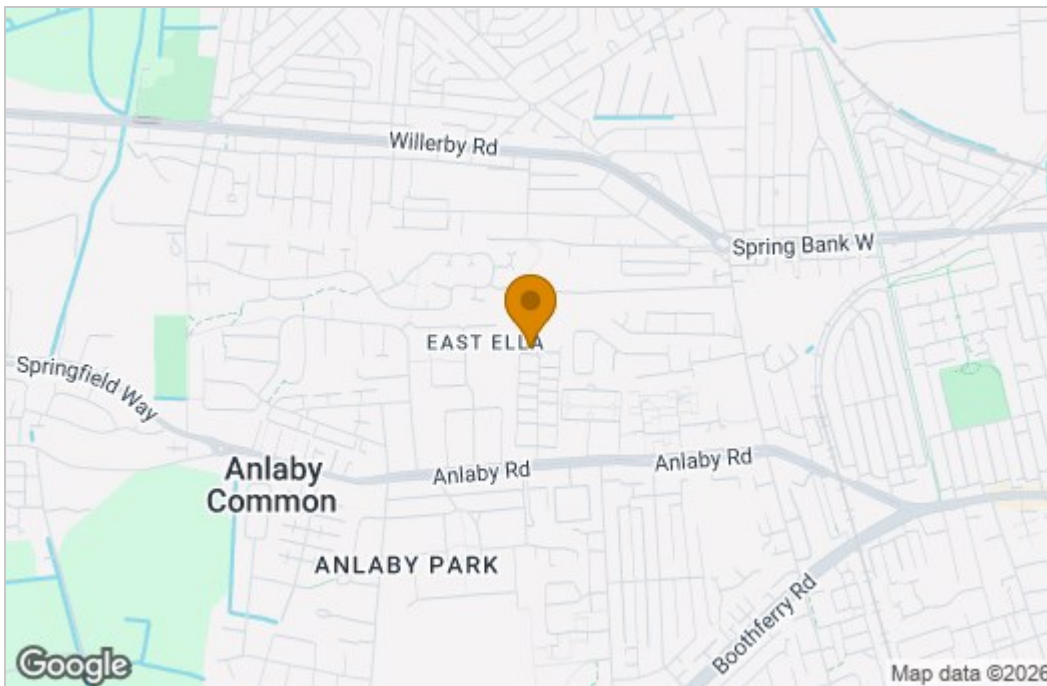 Willerby Rd
Spring Bank W
EAST ELLA
Springfield Way
Anlaby Rd
Anlaby Rd
Anlaby
Common
ANLABY PARK
Boothferry Rd
Google
Map data ©2026